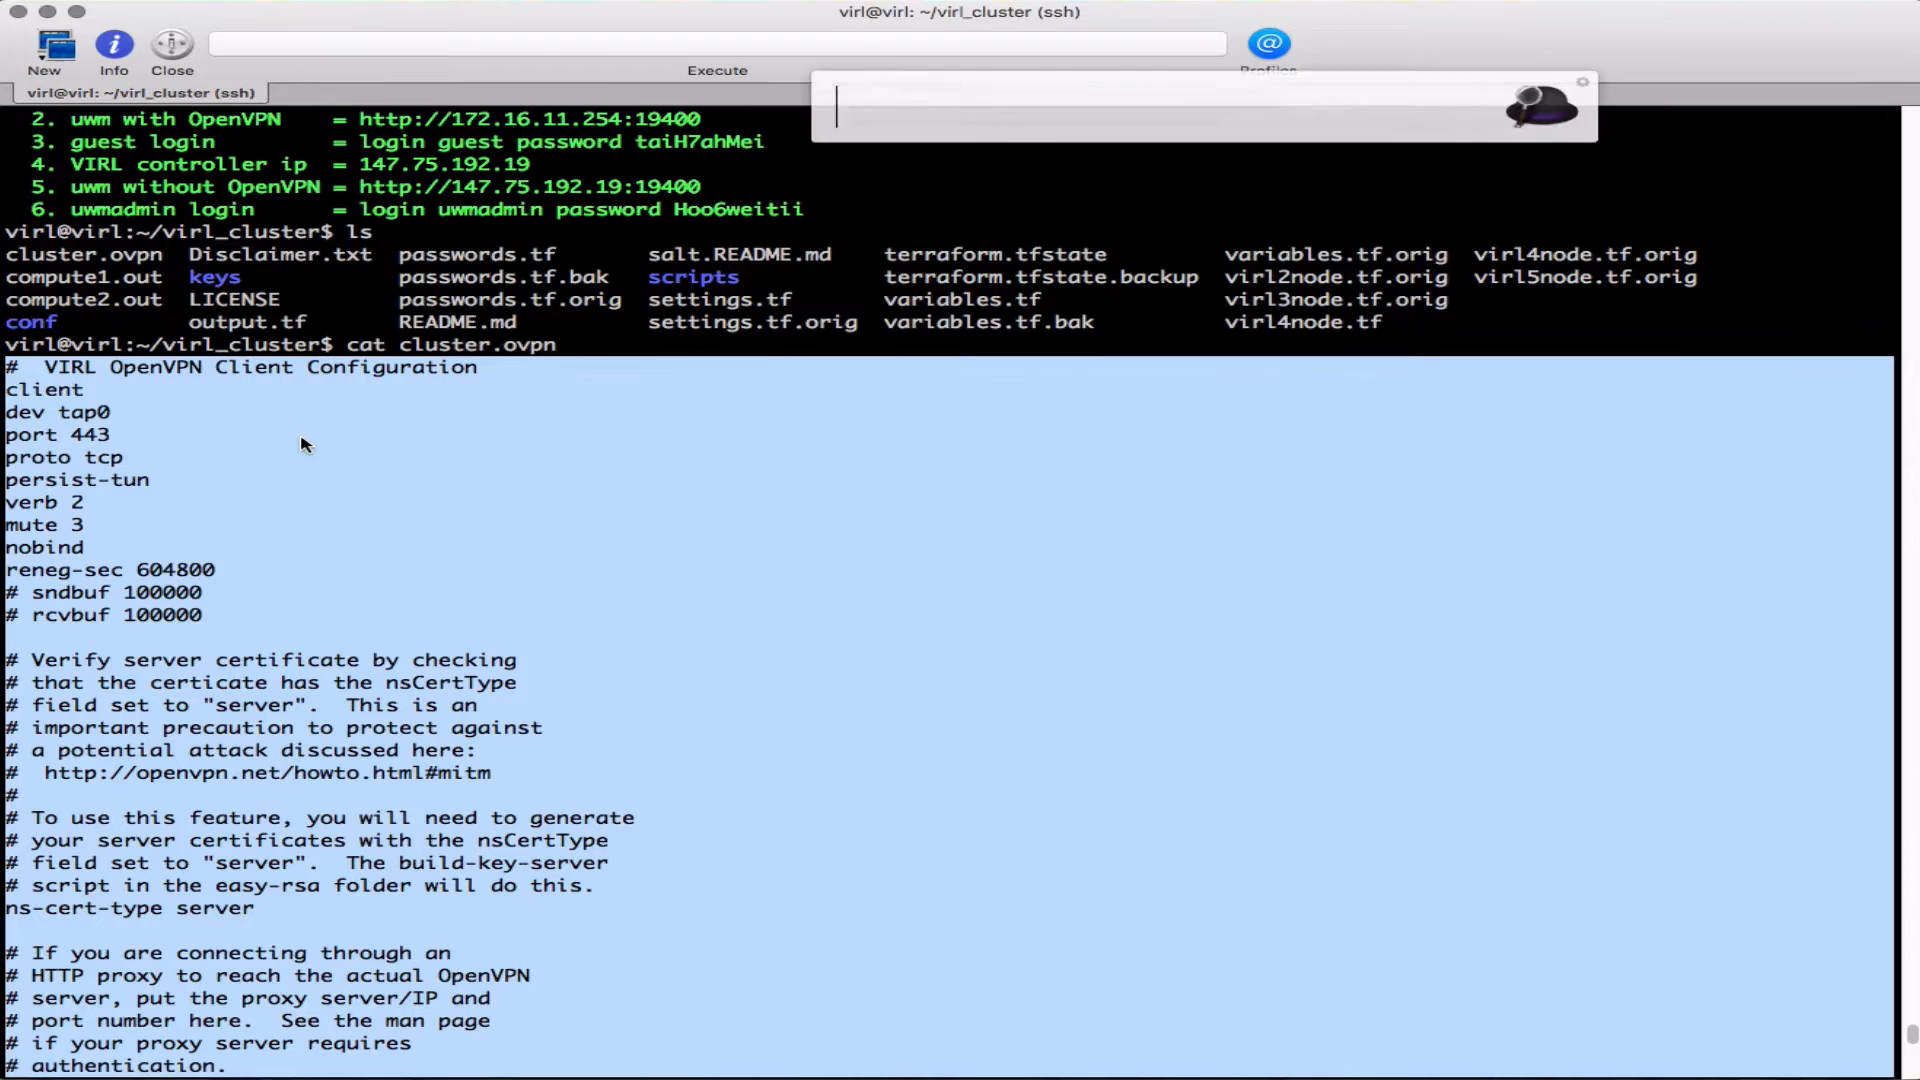 virl@virl: ~/virl_cluster (ssh)
New
Info
Close
Execute
Profiles
virl@virl: ~/virl_cluster (ssh)
2. uwm with OpenVPN    = http://172.16.11.254:19400
3. guest login         = login guest password taiH7ahMei
4. VIRL controller ip  = 147.75.192.19
5. uwm without OpenVPN = http://147.75.192.19:19400
6. uwmadmin login      = login uwmadmin password Hoo6weitii
virl@virl:~/virl_cluster$ ls
cluster.ovpn  Disclaimer.txt  passwords.tf  salt.README.md  terraform.tfstate  variables.tf.orig  virl4node.tf.orig
compute1.out  keys  passwords.tf.bak  scripts  terraform.tfstate.backup  virl2node.tf.orig  virl5node.tf.orig
compute2.out  LICENSE  passwords.tf.orig  settings.tf  variables.tf  virl3node.tf.orig
conf  output.tf  README.md  settings.tf.orig  variables.tf.bak  virl4node.tf
virl@virl:~/virl_cluster$ cat cluster.ovpn
#  VIRL OpenVPN Client Configuration
client
dev tap0
port 443
proto tcp
persist-tun
verb 2
mute 3
nobind
reneg-sec 604800
# sndbuf 100000
# rcvbuf 100000
# Verify server certificate by checking
# that the certicate has the nsCertType
# field set to "server".  This is an
# important precaution to protect against
# a potential attack discussed here:
#  http://openvpn.net/howto.html#mitm
#
# To use this feature, you will need to generate
# your server certificates with the nsCertType
# field set to "server".  The build-key-server
# script in the easy-rsa folder will do this.
ns-cert-type server
# If you are connecting through an
# HTTP proxy to reach the actual OpenVPN
# server, put the proxy server/IP and
# port number here.  See the man page
# if your proxy server requires
# authentication.